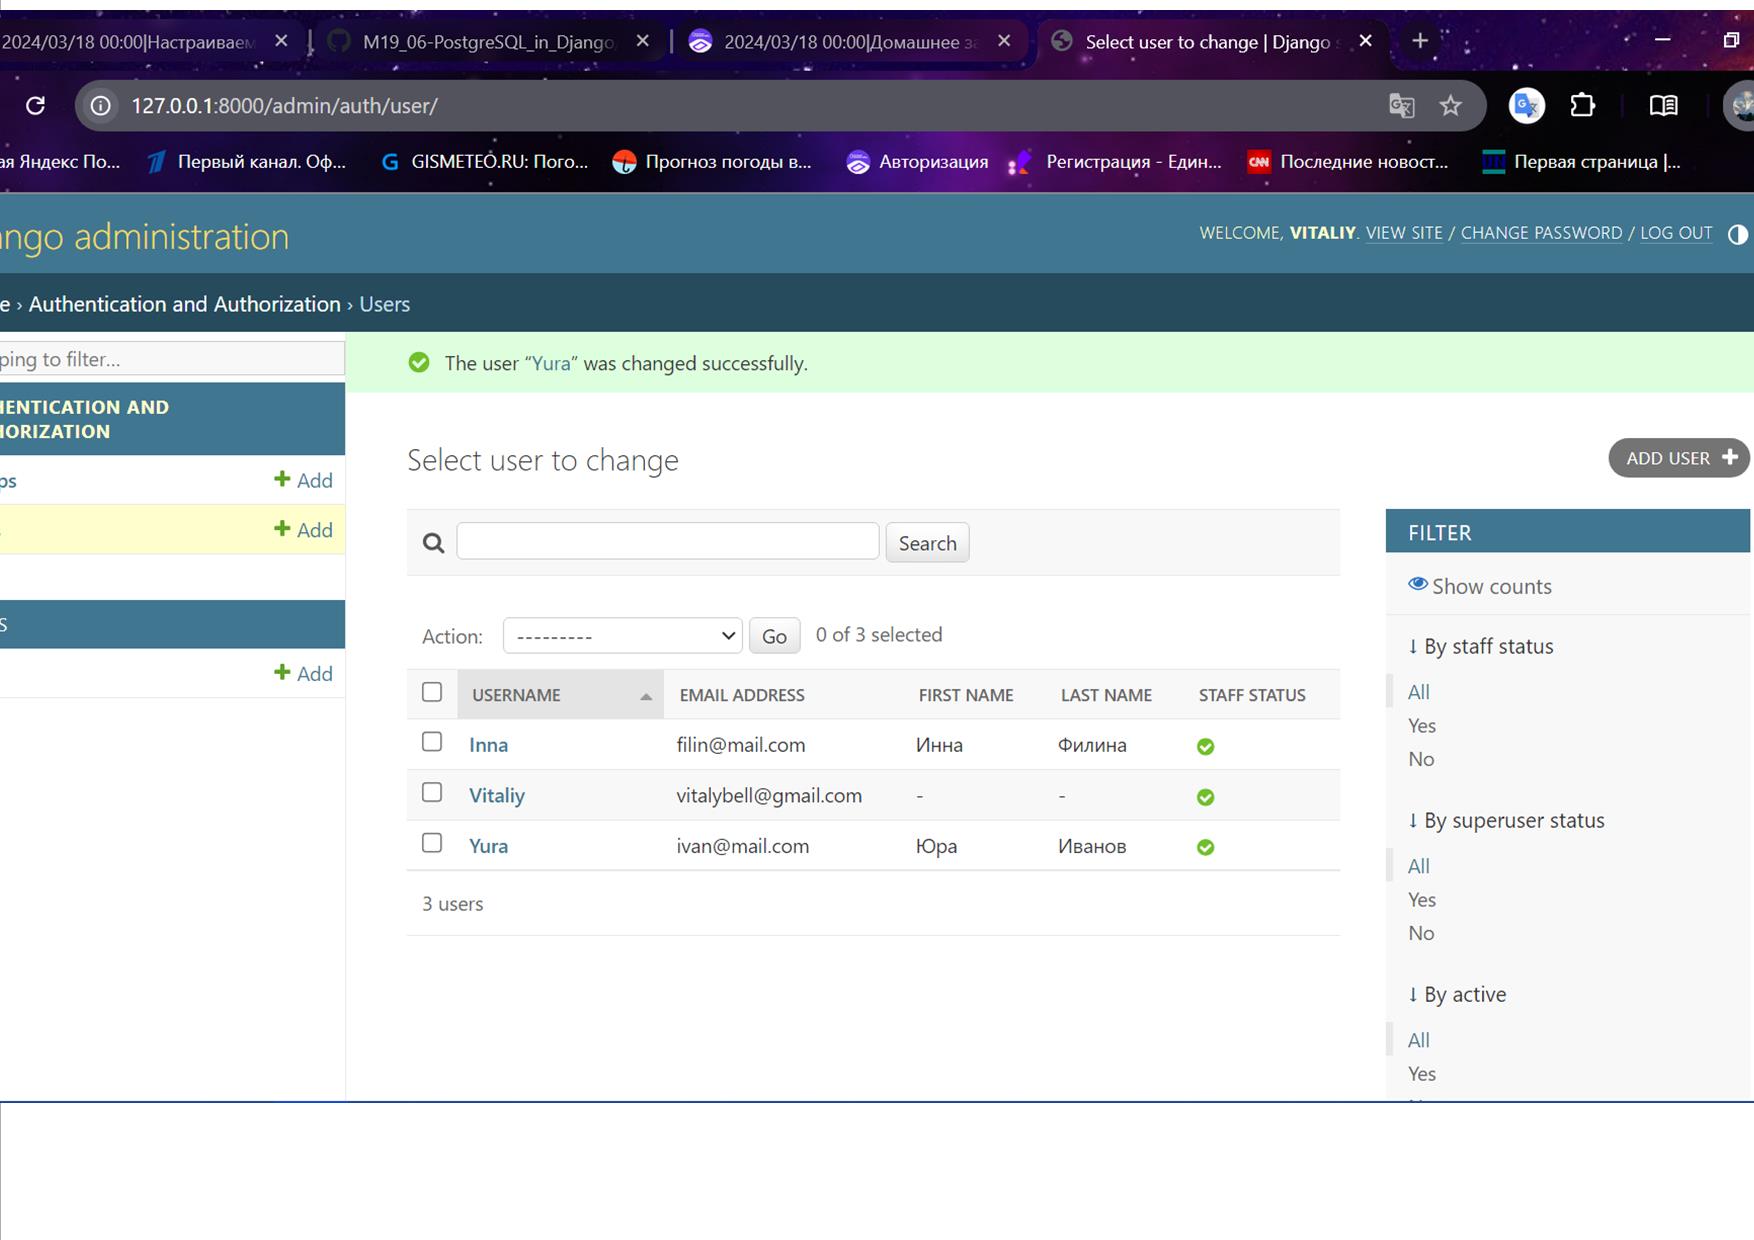 2024/03/18 00:00|Настраиваем
M19_06-PostgreSQL_in_Django
2024/03/18 00:00|Домашнее за
Select user to change | Django s
127.0.0.1:8000/admin/auth/user/
ая Яндекс По...
Первый канал. Оф...
GISMETEO.RU: Пого...
Прогноз погоды в...
Авторизация
Регистрация - Един...
CNN
Последние новост...
UN
Первая страница |...
ngo administration
WELCOME, VITALIY. VIEW SITE / CHANGE PASSWORD / LOG OUT
e › Authentication and Authorization › Users
ping to filter...
The user “Yura” was changed successfully.
HENTICATION AND
HORIZATION
ps
Add
Add
S
Add
Select user to change
ADD USER
Search
Action:
---------
Go
0 of 3 selected
USERNAME EMAIL ADDRESS FIRST NAME LAST NAME STAFF STATUS
Inna filin@mail.com Инна Филина
Vitaliy vitalybell@gmail.com - -
Yura ivan@mail.com Юра Иванов
3 users
FILTER
Show counts
↓ By staff status
All
Yes
No
↓ By superuser status
All
Yes
No
↓ By active
All
Yes